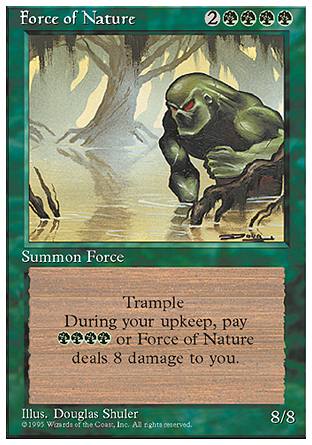 Force of Nature 2
Summon Force
Trample
During your upkeep, pay
or Force of Nature
deals 8 damage to you.
Illus. Douglas Shuler
© 1995 Wizards of the Coast, Inc. All rights reserved.
8/8